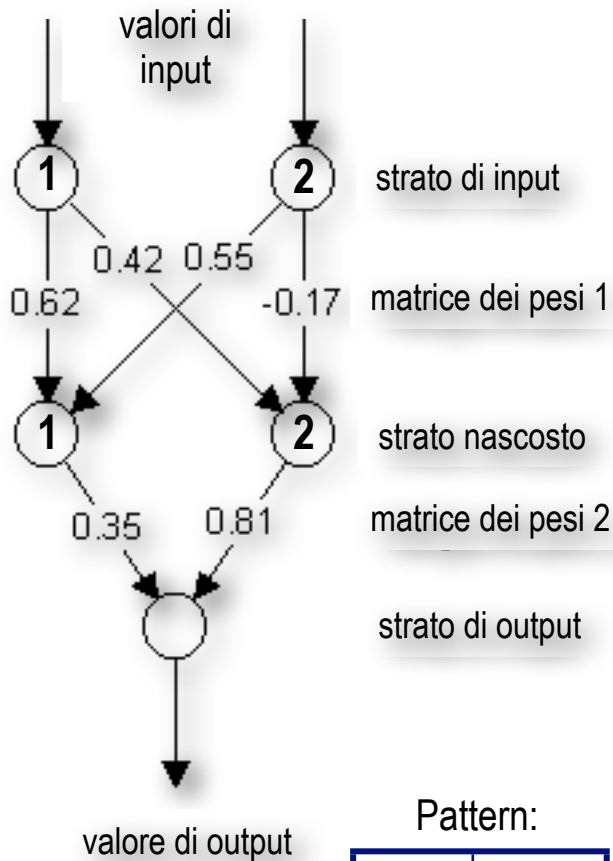 valori di
input
1 2 strato di input
0.42 0.55
0.62 -0.17 matrice dei pesi 1
1 2 strato nascosto
0.35 0.81 matrice dei pesi 2
strato di output
Pattern:
valore di output